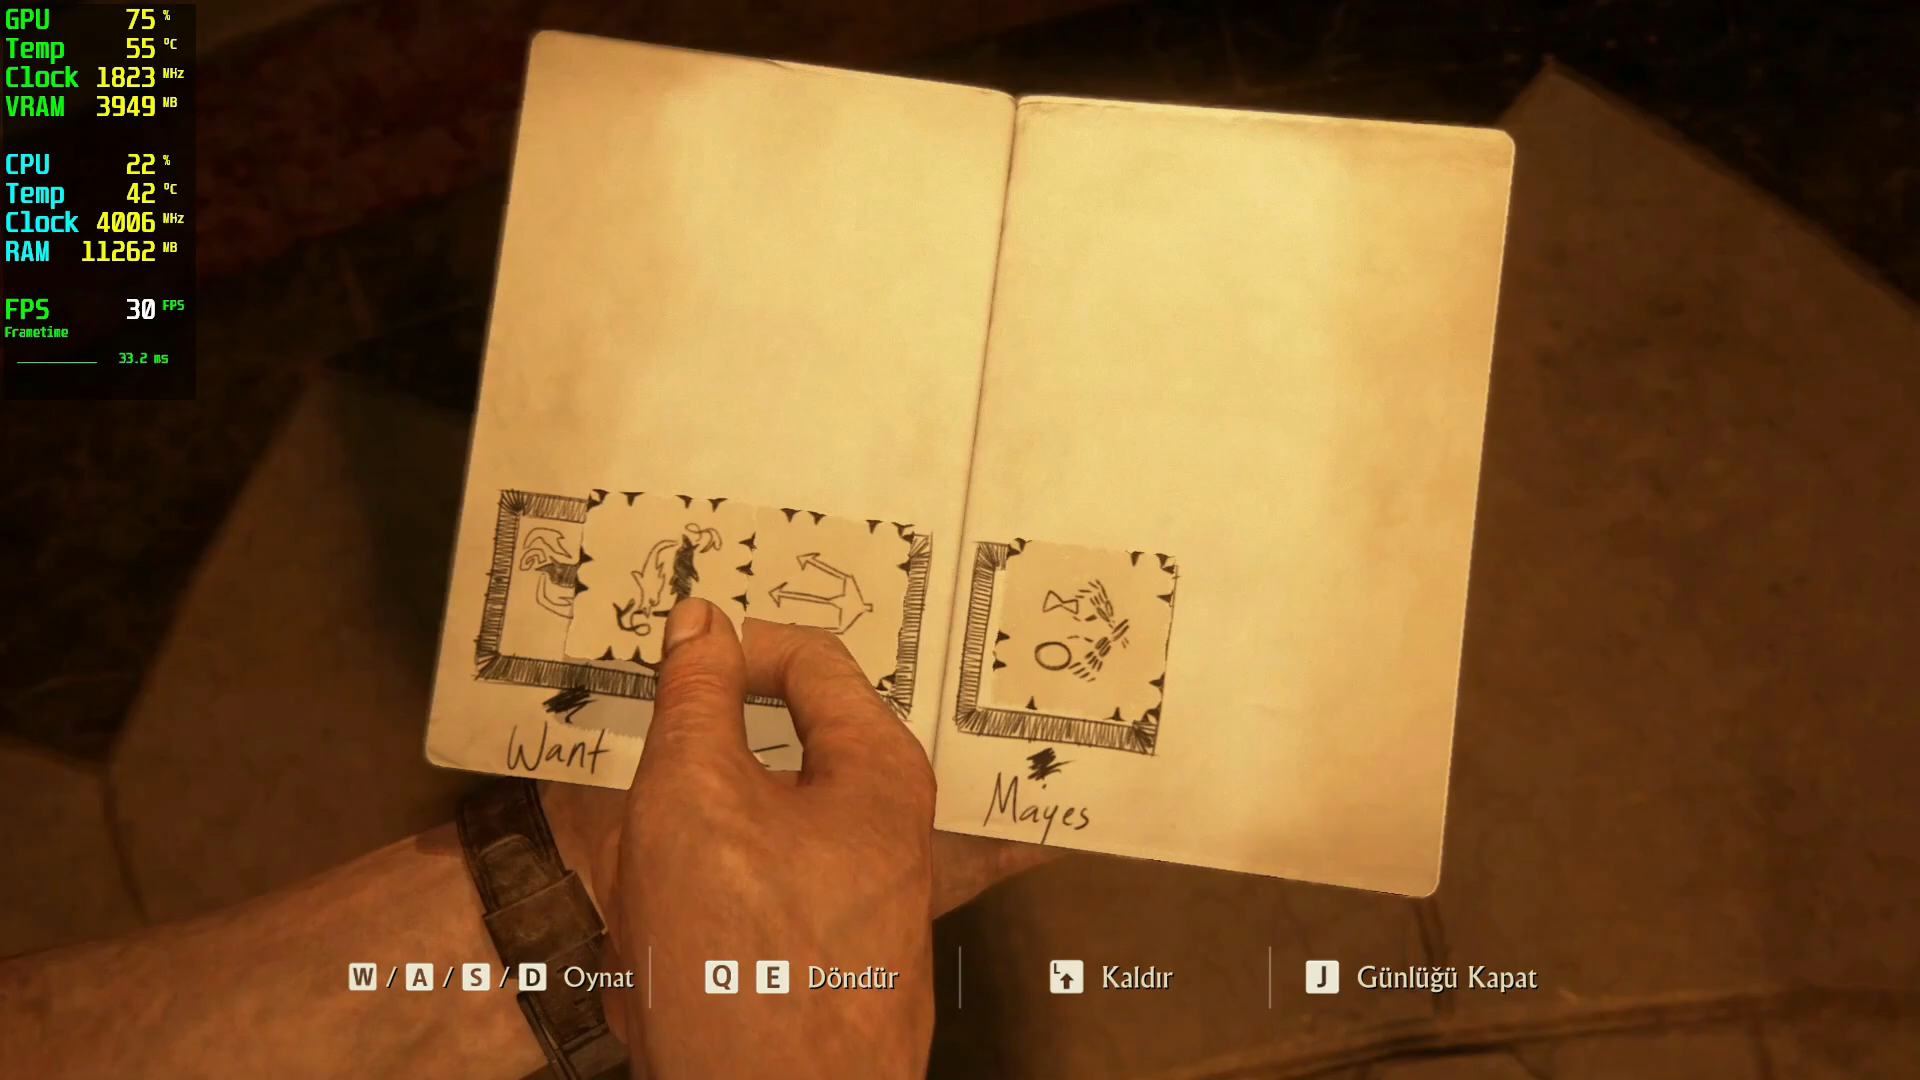 GPU 75 %
Temp 55 °C
Clock 1823 MHz
VRAM 3949 MB
CPU 22 %
Temp 42 °C
Clock 4006 MHz
RAM 11262 MB
FPS 30 FPS
Frametime
33.2 ms
Want
Mayes
W / A / S / D Oynat
Q E Döndür
L Kaldır
J Günlüğü Kapat